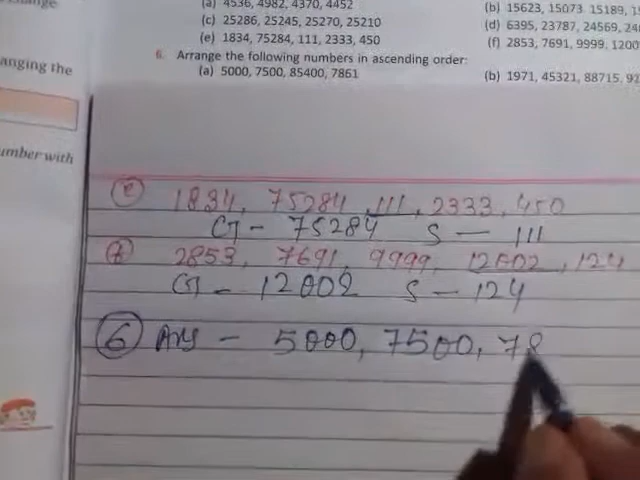 (a) 4536, 4982, 4370, 4452
(b) 15623, 15073 15189, 15
(c) 25286, 25245, 25270, 25210
(d) 6395, 23787, 24569, 24
(e) 1834, 75284, 111, 2333, 450
(f) 2853, 7691, 9999, 1200
6. Arrange the following numbers in ascending order:
(a) 5000, 7500, 85400, 7861
(b) 1971, 45321, 88715, 92
anging the
umber with
(e) 1834, 75284, 111, 2333, 450
G - 75284 S - 111
(f) 2853, 7691, 9999, 12002, 124
G - 12002 S - 124
6 Ans - 5000, 7500, 78